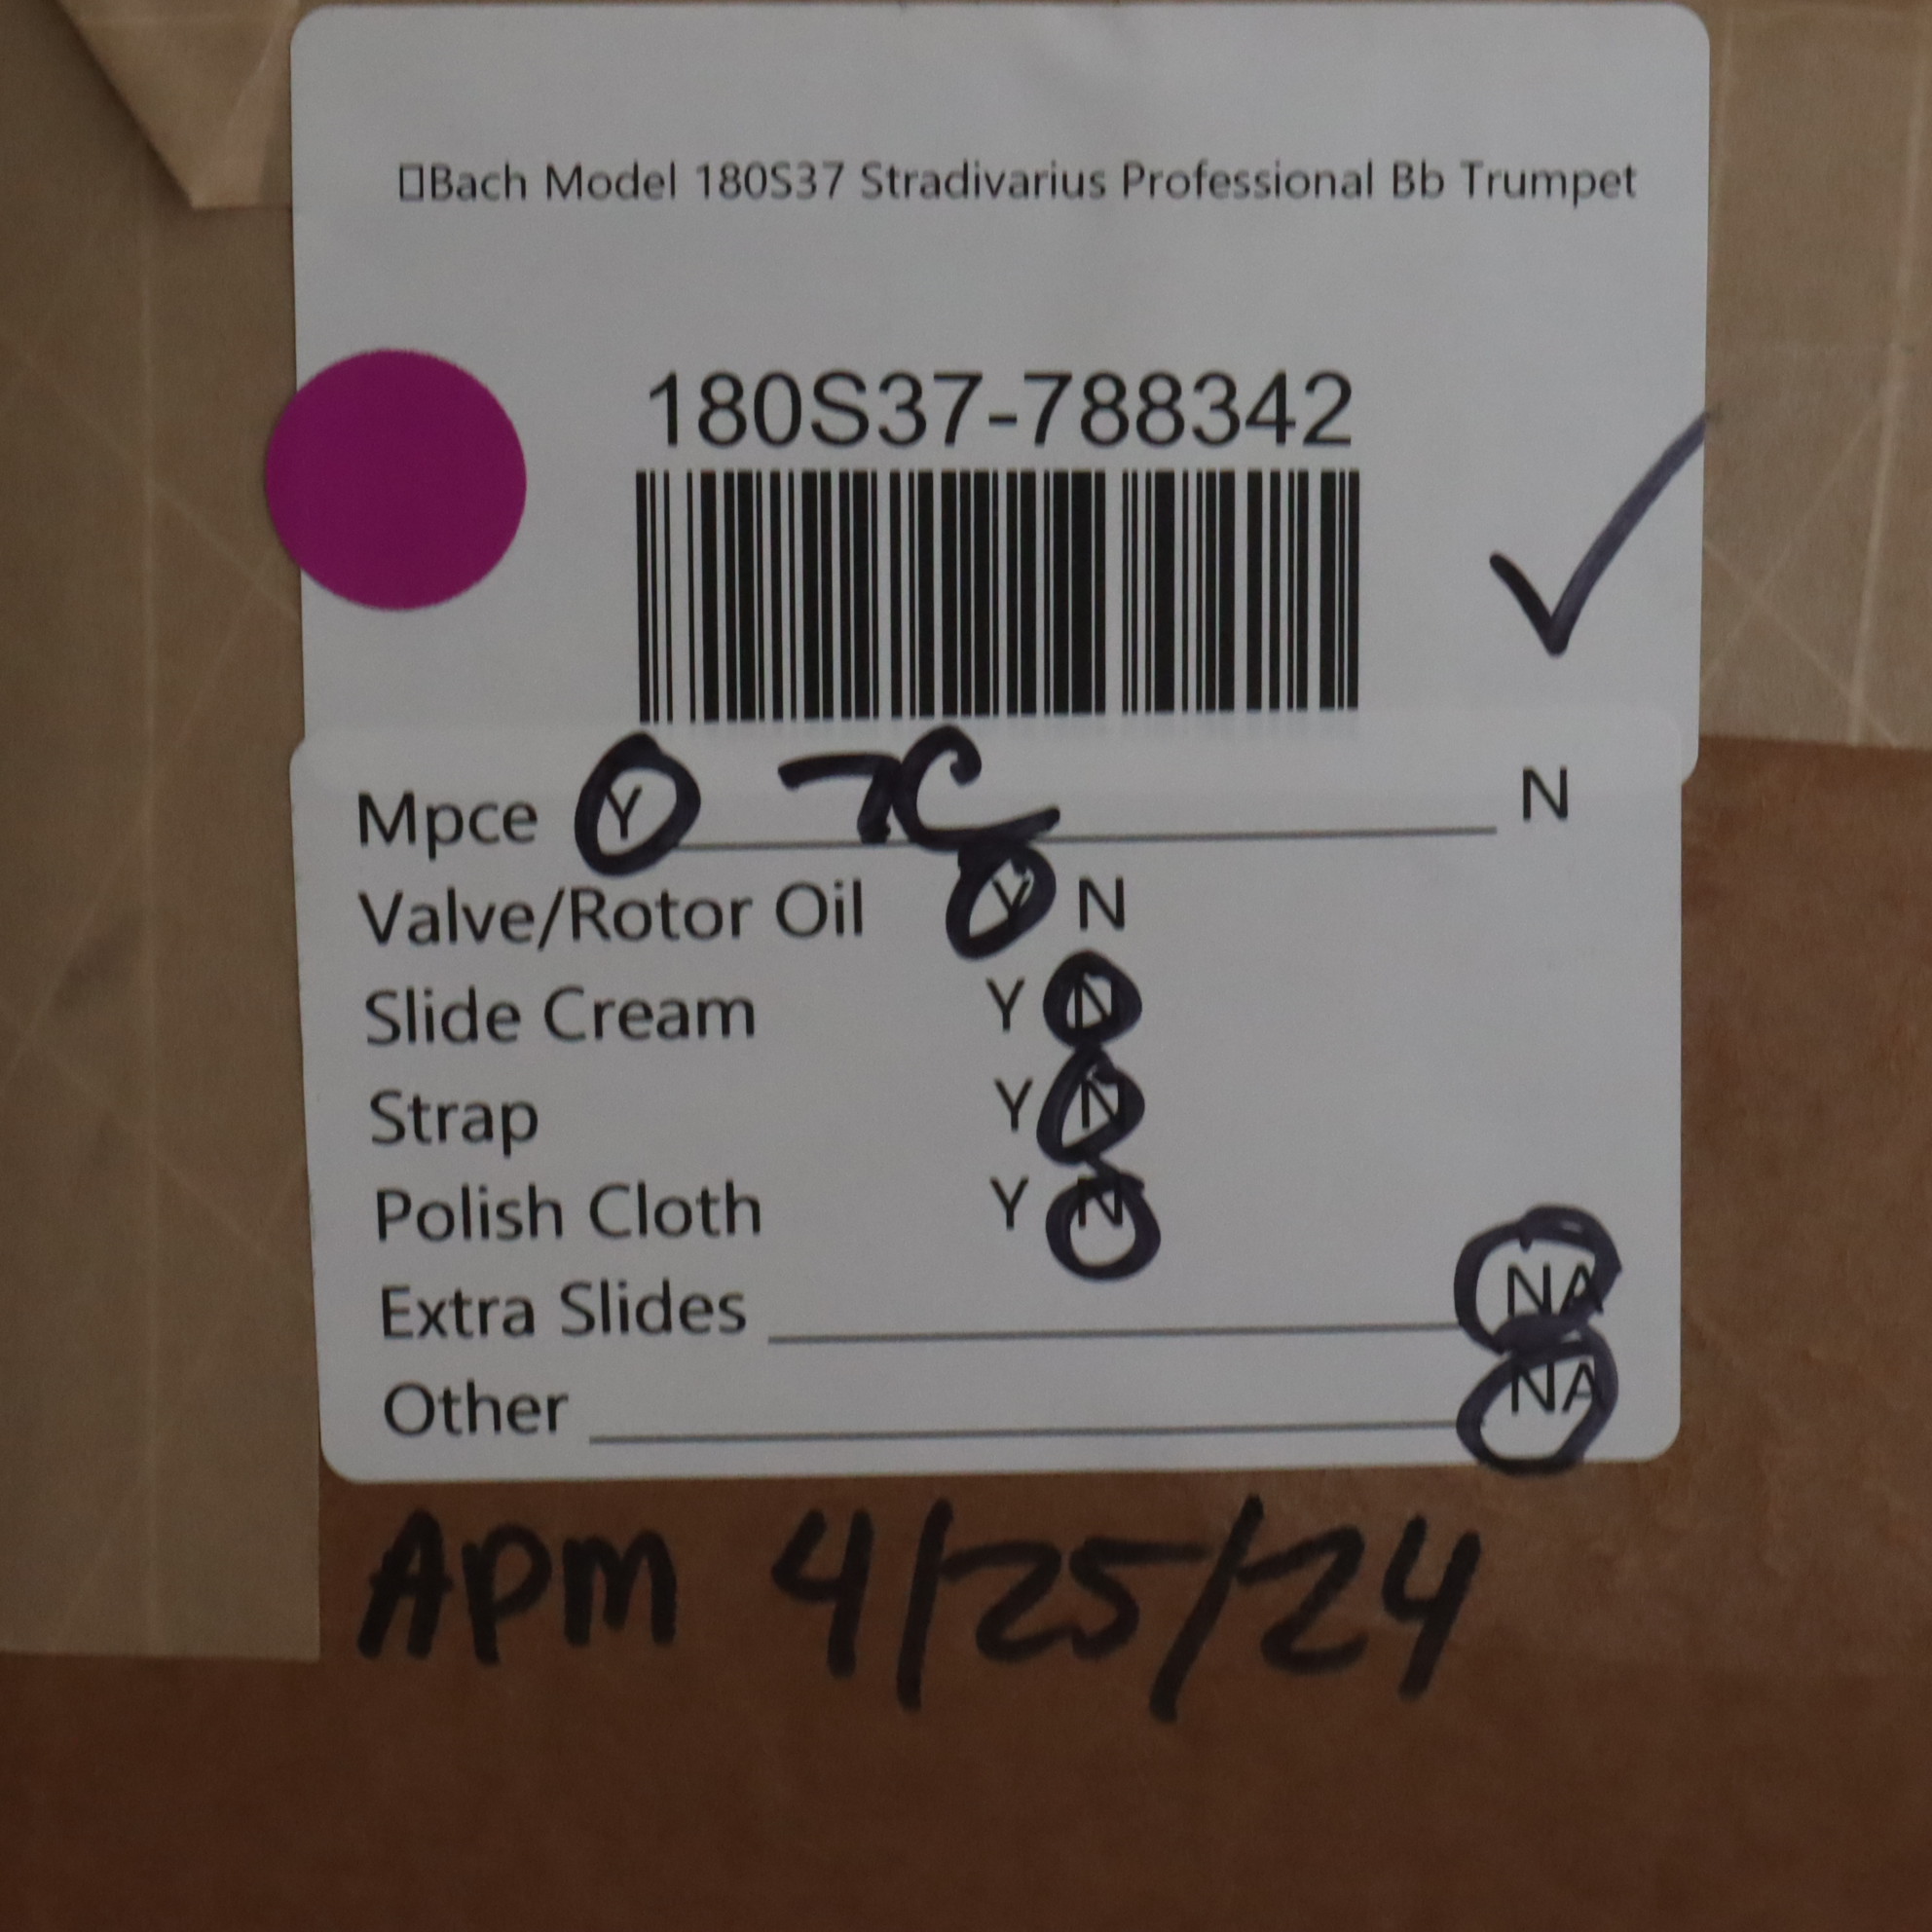 □Bach Model 180S37 Stradivarius Professional Bb Trumpet
180S37-788342
Mpce Y 7C N
Valve/Rotor Oil Y N
Slide Cream Y N
Strap Y N
Polish Cloth Y N
Extra Slides NA
Other NA
APM 4/25/24